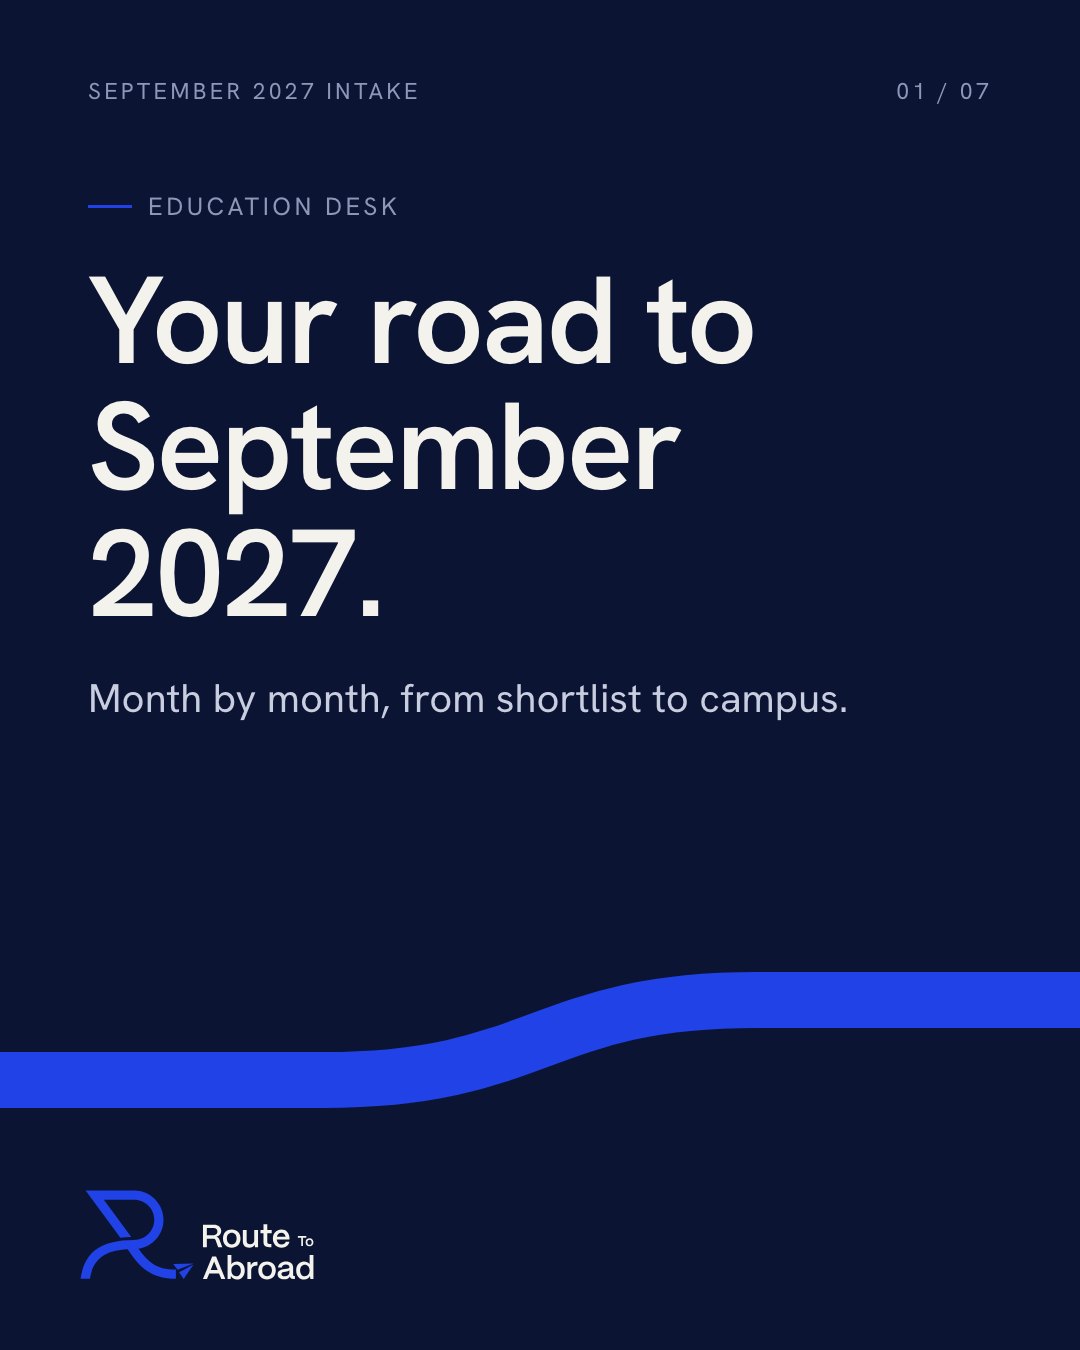 SEPTEMBER 2027 INTAKE
01 / 07
EDUCATION DESK
Your road to
September
2027.
Month by month, from shortlist to campus.
Route To
Abroad